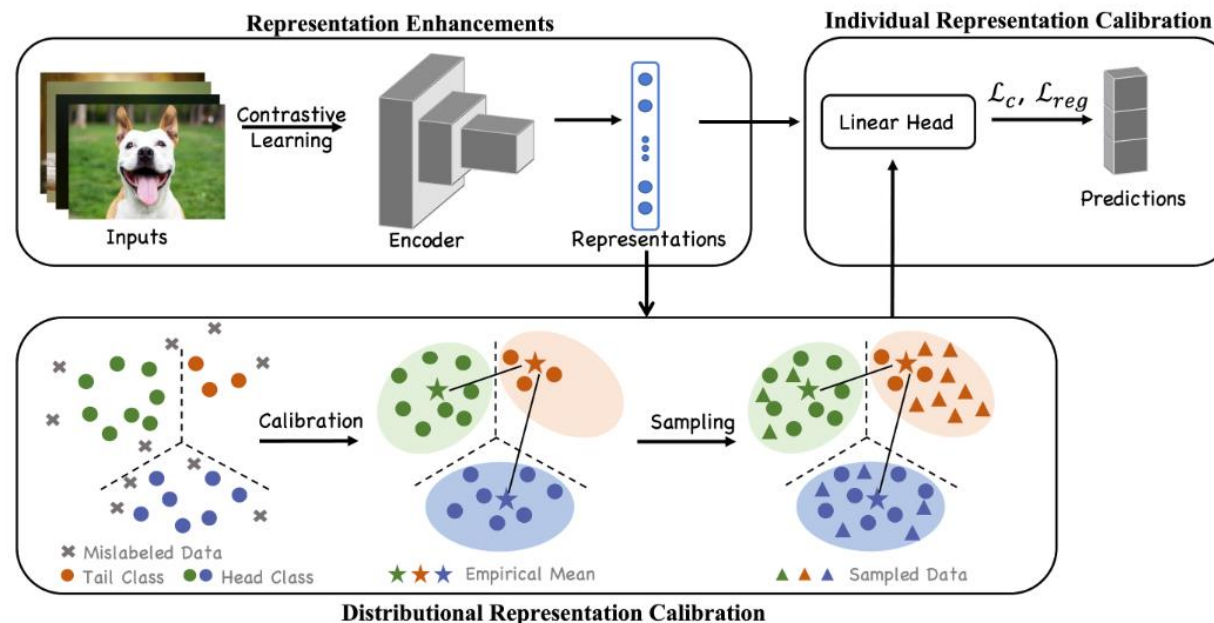 Representation Enhancements
Individual Representation Calibration
Contrastive
Learning
Inputs
Encoder
Representations
Linear Head
ℒc, ℒreg
Predictions
Calibration
Sampling
Mislabeled Data
Tail Class
Head Class
Empirical Mean
Sampled Data
Distributional Representation Calibration